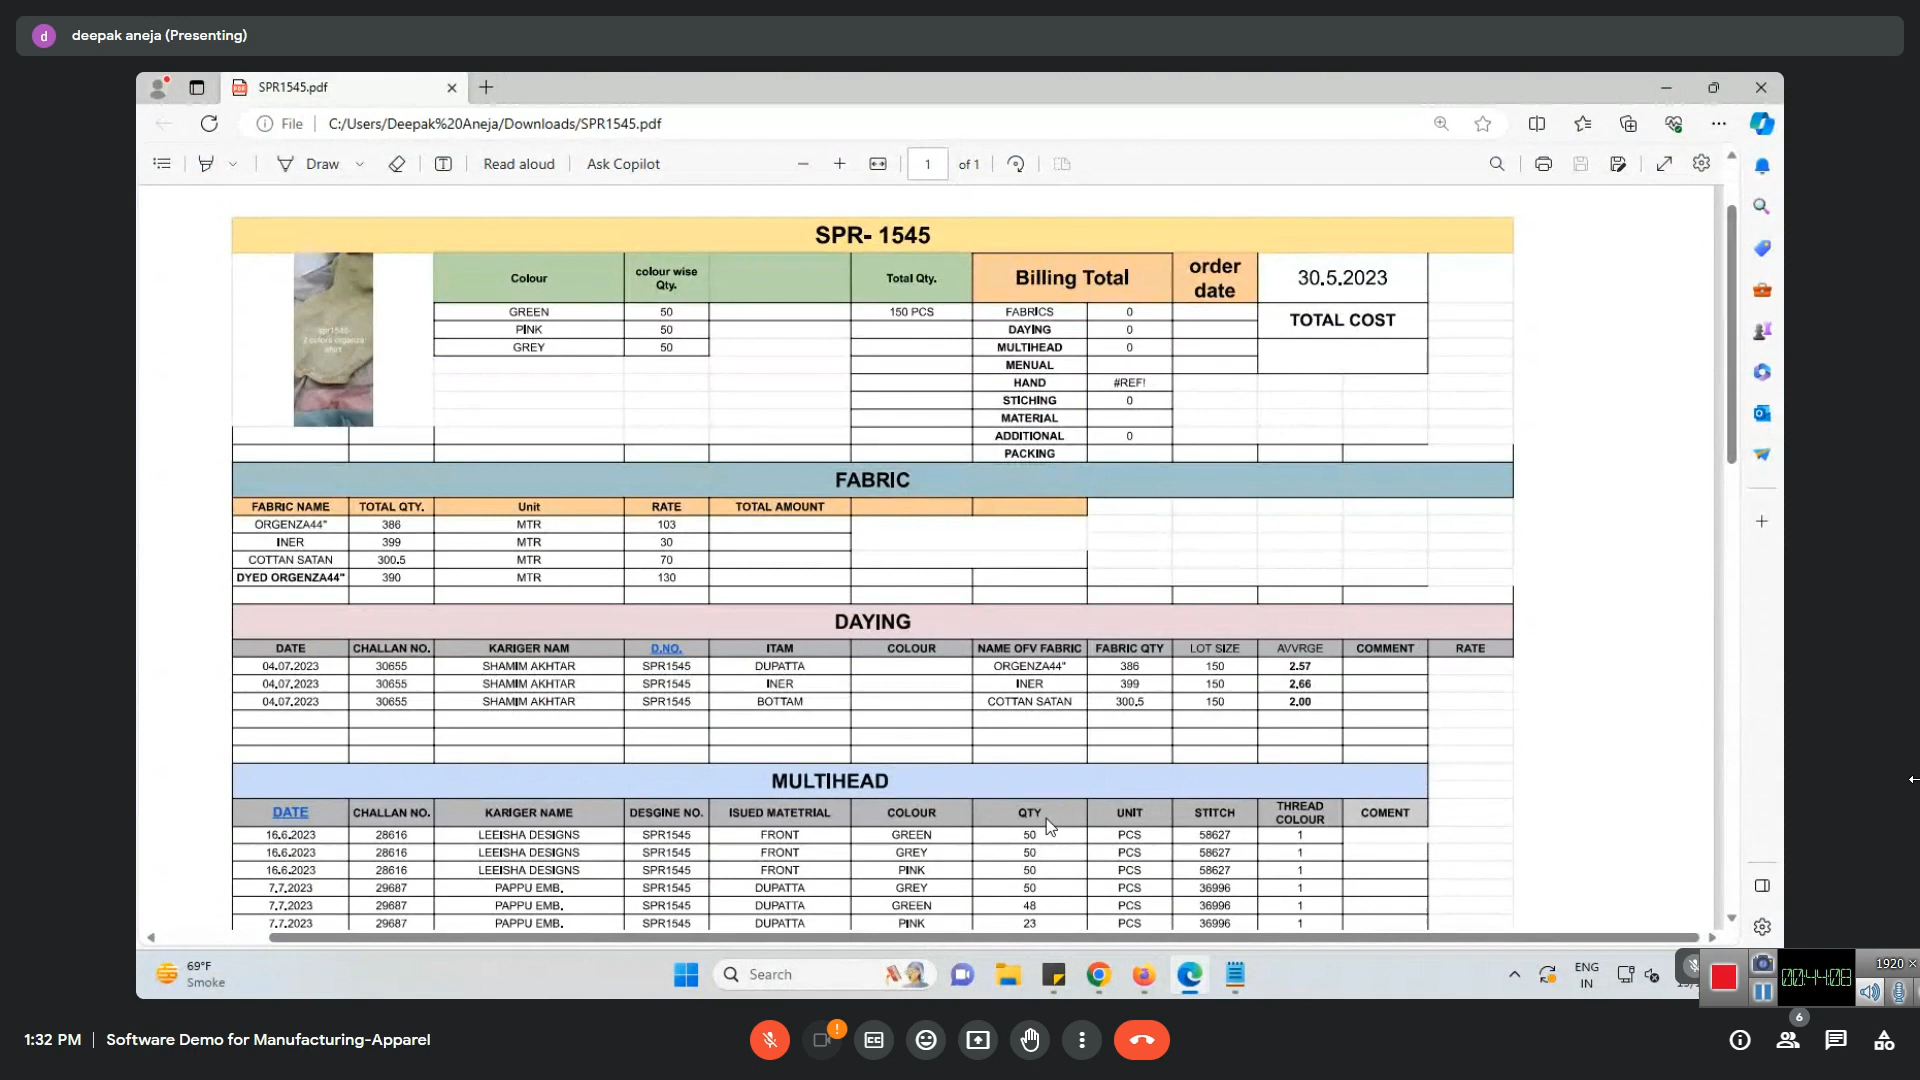 d
deepak aneja (Presenting)
SPR1545.pdf
File C:/Users/Deepak%20Aneja/Downloads/SPR1545.pdf
Draw Read aloud Ask Copilot 1 of 1
SPR- 1545
Colour colour wise Qty. Total Qty. Billing Total order date 30.5.2023
GREEN 50 150 PCS FABRICS 0 TOTAL COST
PINK 50 DAYING 0
GREY 50 MULTIHEAD 0
MENUAL
HAND #REF!
STICHING 0
MATERIAL
ADDITIONAL 0
PACKING
spr1545
2 colors organza
shirt
FABRIC
FABRIC NAME TOTAL QTY. Unit RATE TOTAL AMOUNT
ORGENZA44" 386 MTR 103
INER 399 MTR 30
COTTAN SATAN 300.5 MTR 70
DYED ORGENZA44" 390 MTR 130
DAYING
DATE CHALLAN NO. KARIGER NAM D.NO. ITAM COLOUR NAME OFV FABRIC FABRIC QTY LOT SIZE AVVRGE COMMENT RATE
04.07.2023 30655 SHAMIM AKHTAR SPR1545 DUPATTA ORGENZA44" 386 150 2.57
04.07.2023 30655 SHAMIM AKHTAR SPR1545 INER INER 399 150 2.66
04.07.2023 30655 SHAMIM AKHTAR SPR1545 BOTTAM COTTAN SATAN 300.5 150 2.00
MULTIHEAD
DATE CHALLAN NO. KARIGER NAME DESGINE NO. ISUED MATETRIAL COLOUR QTY UNIT STITCH THREAD COLOUR COMENT
16.6.2023 28616 LEEISHA DESIGNS SPR1545 FRONT GREEN 50 PCS 58627 1
16.6.2023 28616 LEEISHA DESIGNS SPR1545 FRONT GREY 50 PCS 58627 1
16.6.2023 28616 LEEISHA DESIGNS SPR1545 FRONT PINK 50 PCS 58627 1
7.7.2023 29687 PAPPU EMB. SPR1545 DUPATTA GREY 50 PCS 36996 1
7.7.2023 29687 PAPPU EMB. SPR1545 DUPATTA GREEN 48 PCS 36996 1
7.7.2023 29687 PAPPU EMB. SPR1545 DUPATTA PINK 23 PCS 36996 1
69°F
Smoke
Search
ENG
IN
00:44:08
1920 ×
1:32 PM Software Demo for Manufacturing-Apparel
6